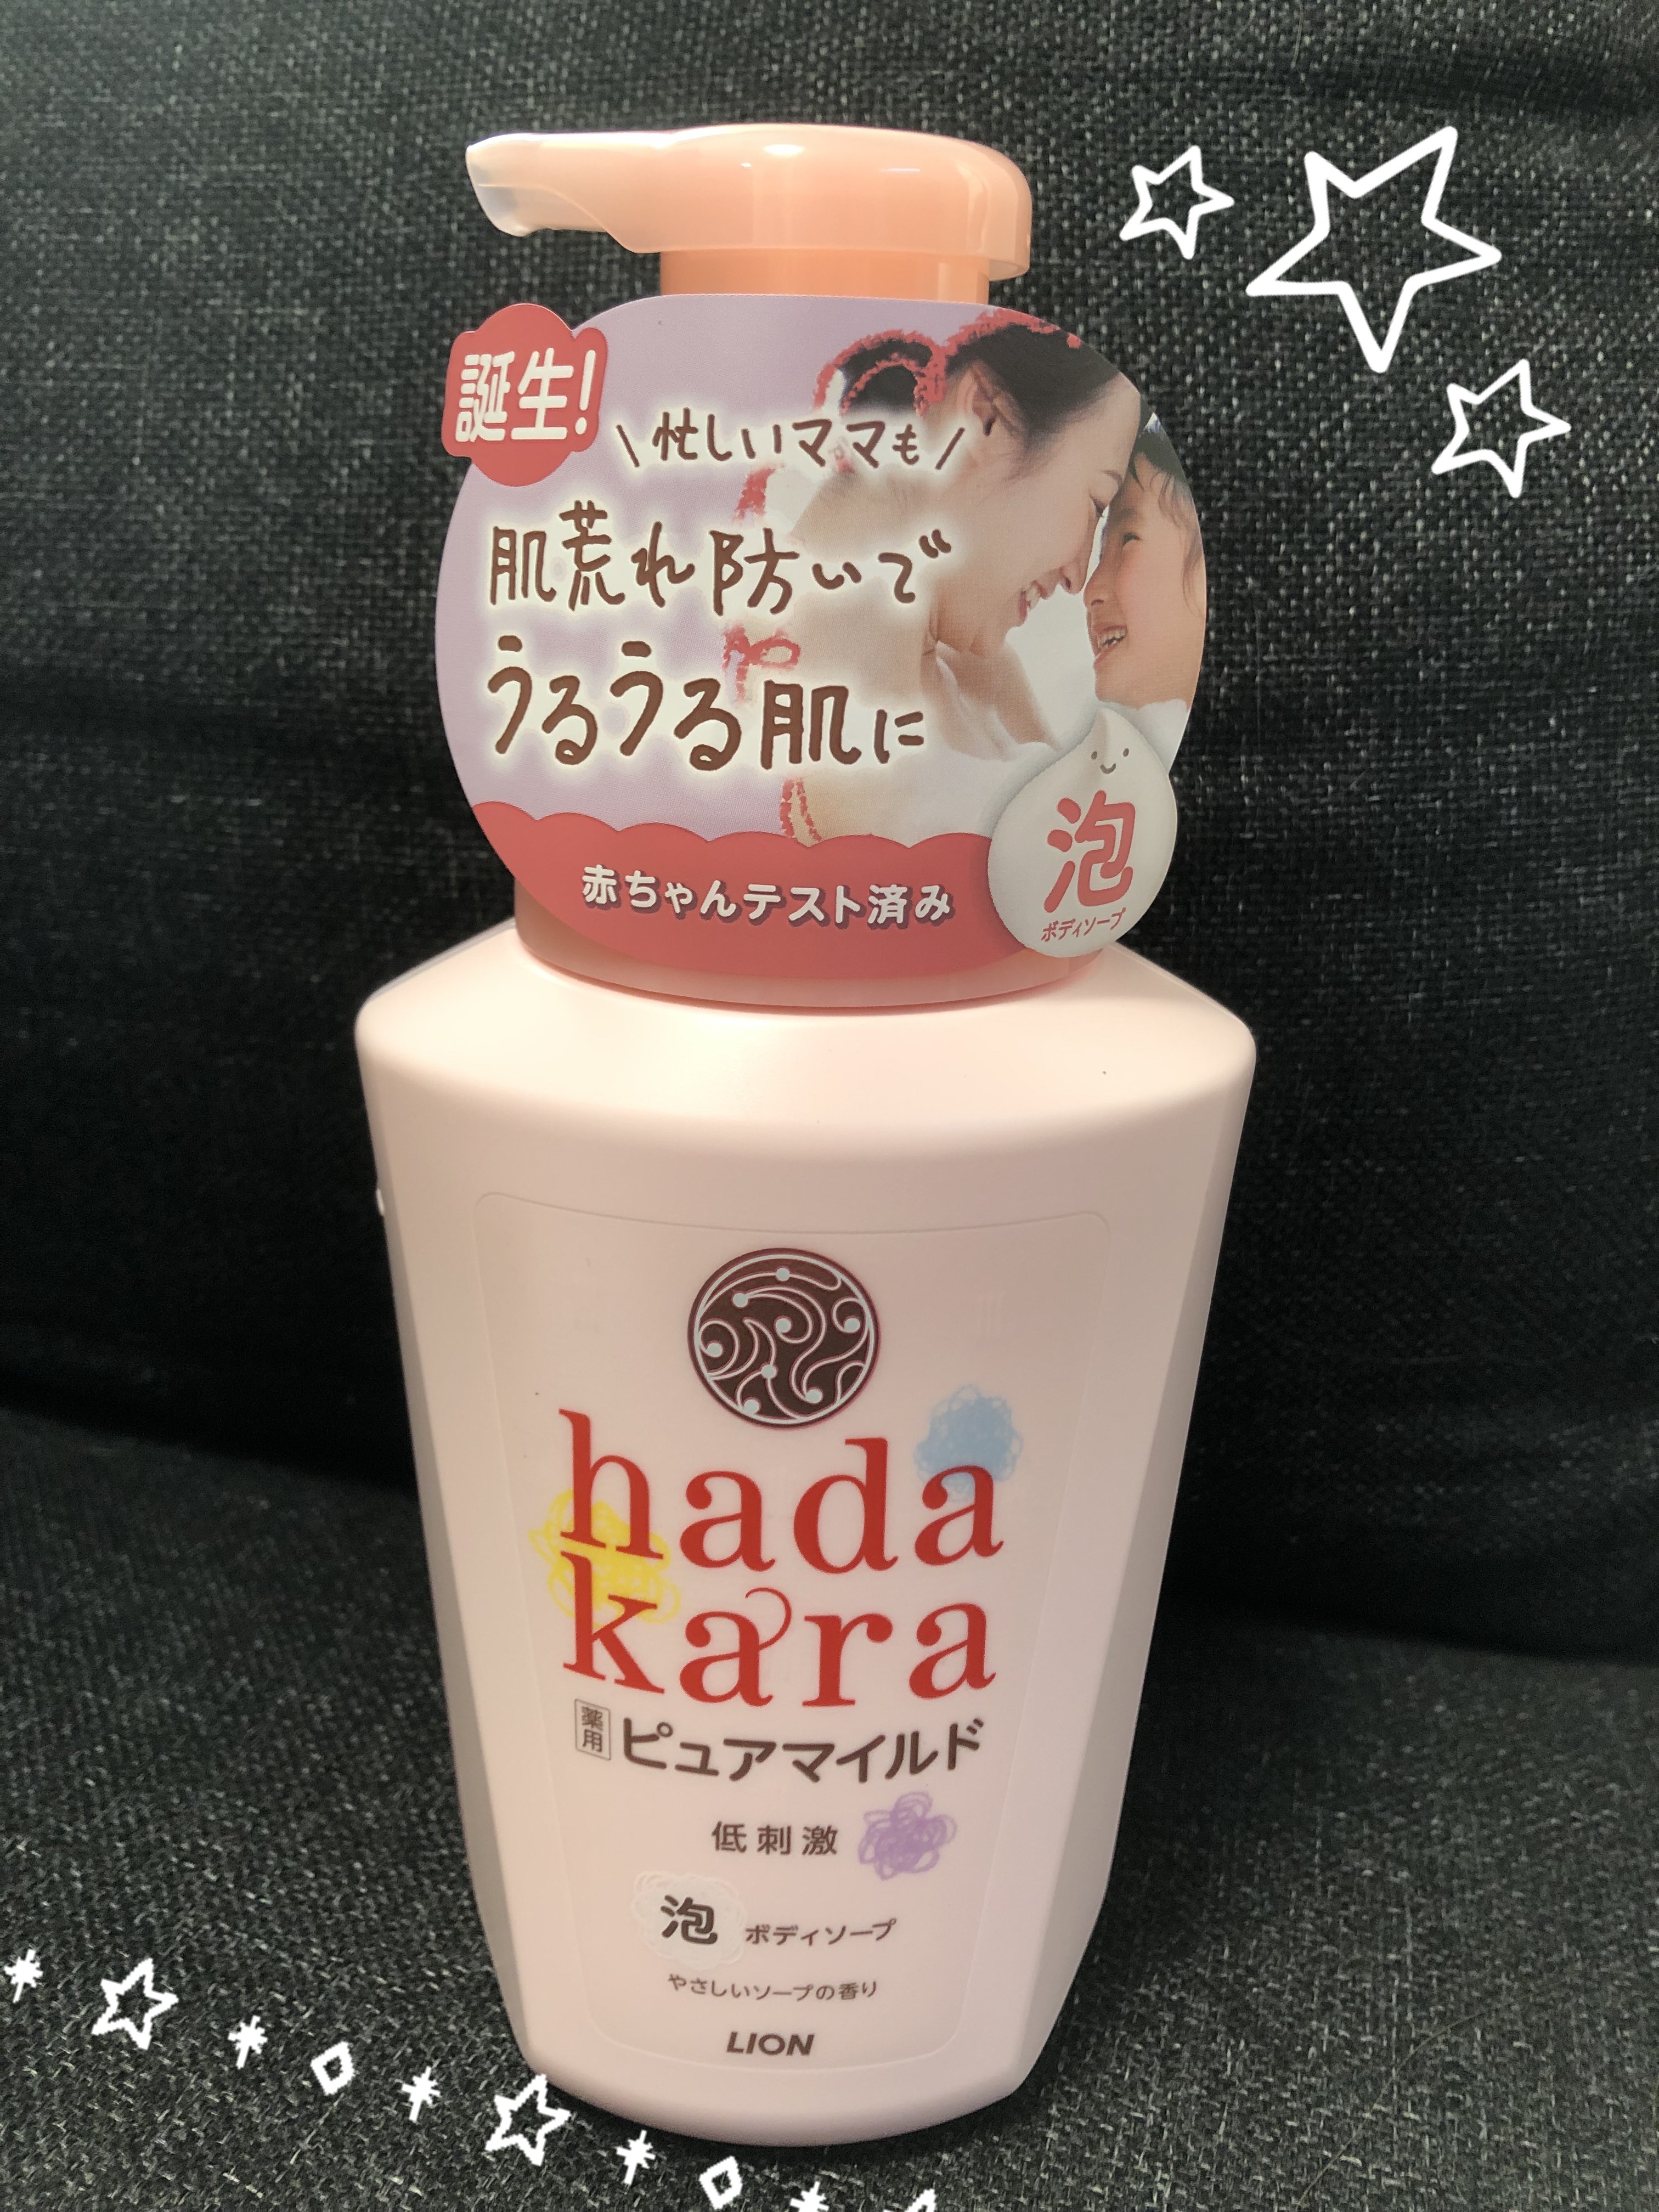 誕生!
\忙しいママも/
肌荒れ防いで
うるうる肌に
赤ちゃんテスト済み
泡
ボディソープ
hada
kara
薬用 ピュアマイルド
低刺激
泡 ボディソープ
やさしいソープの香り
LION